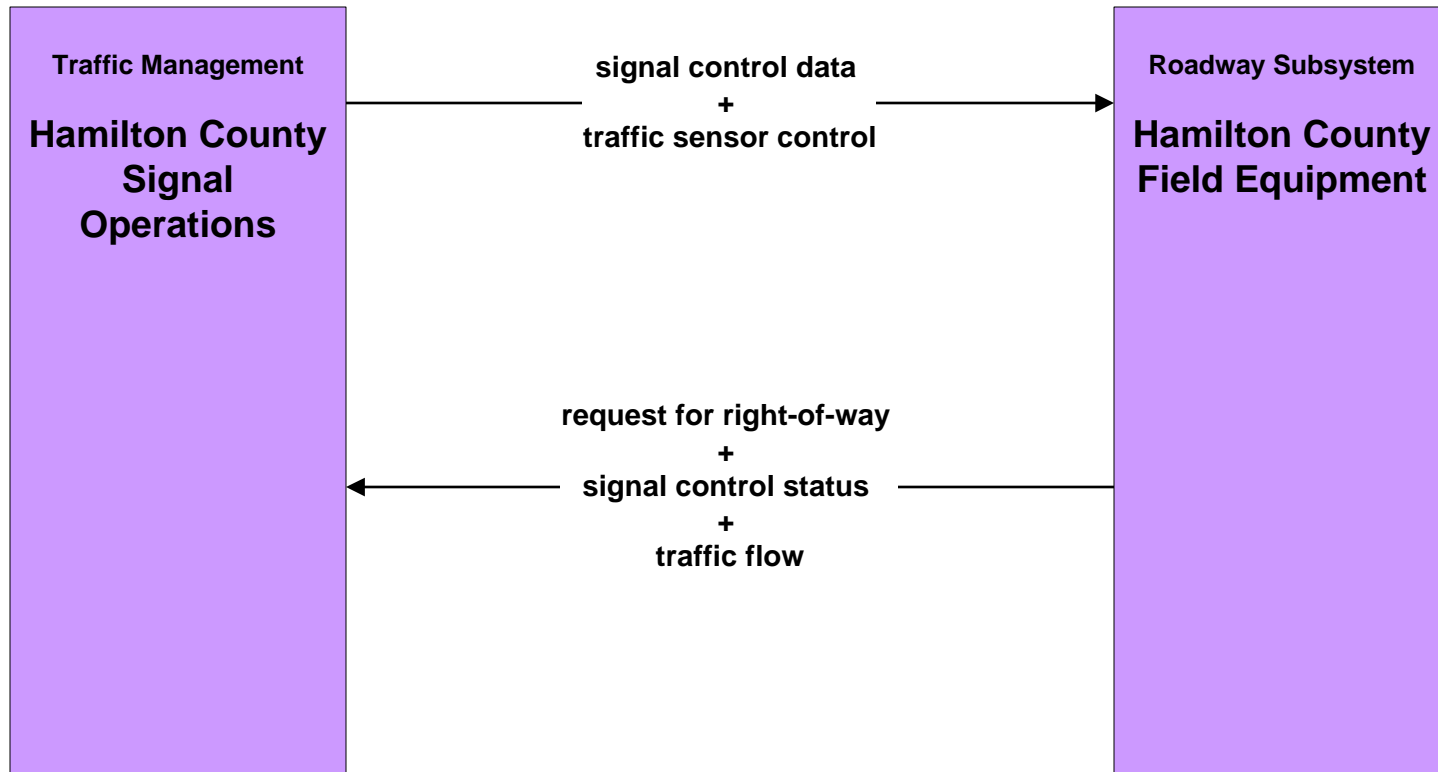 Traffic Management
Hamilton County
Signal
Operations
signal control data
+
traffic sensor control
Roadway Subsystem
Hamilton County
Field Equipment
request for right-of-way
+
signal control status
+
traffic flow